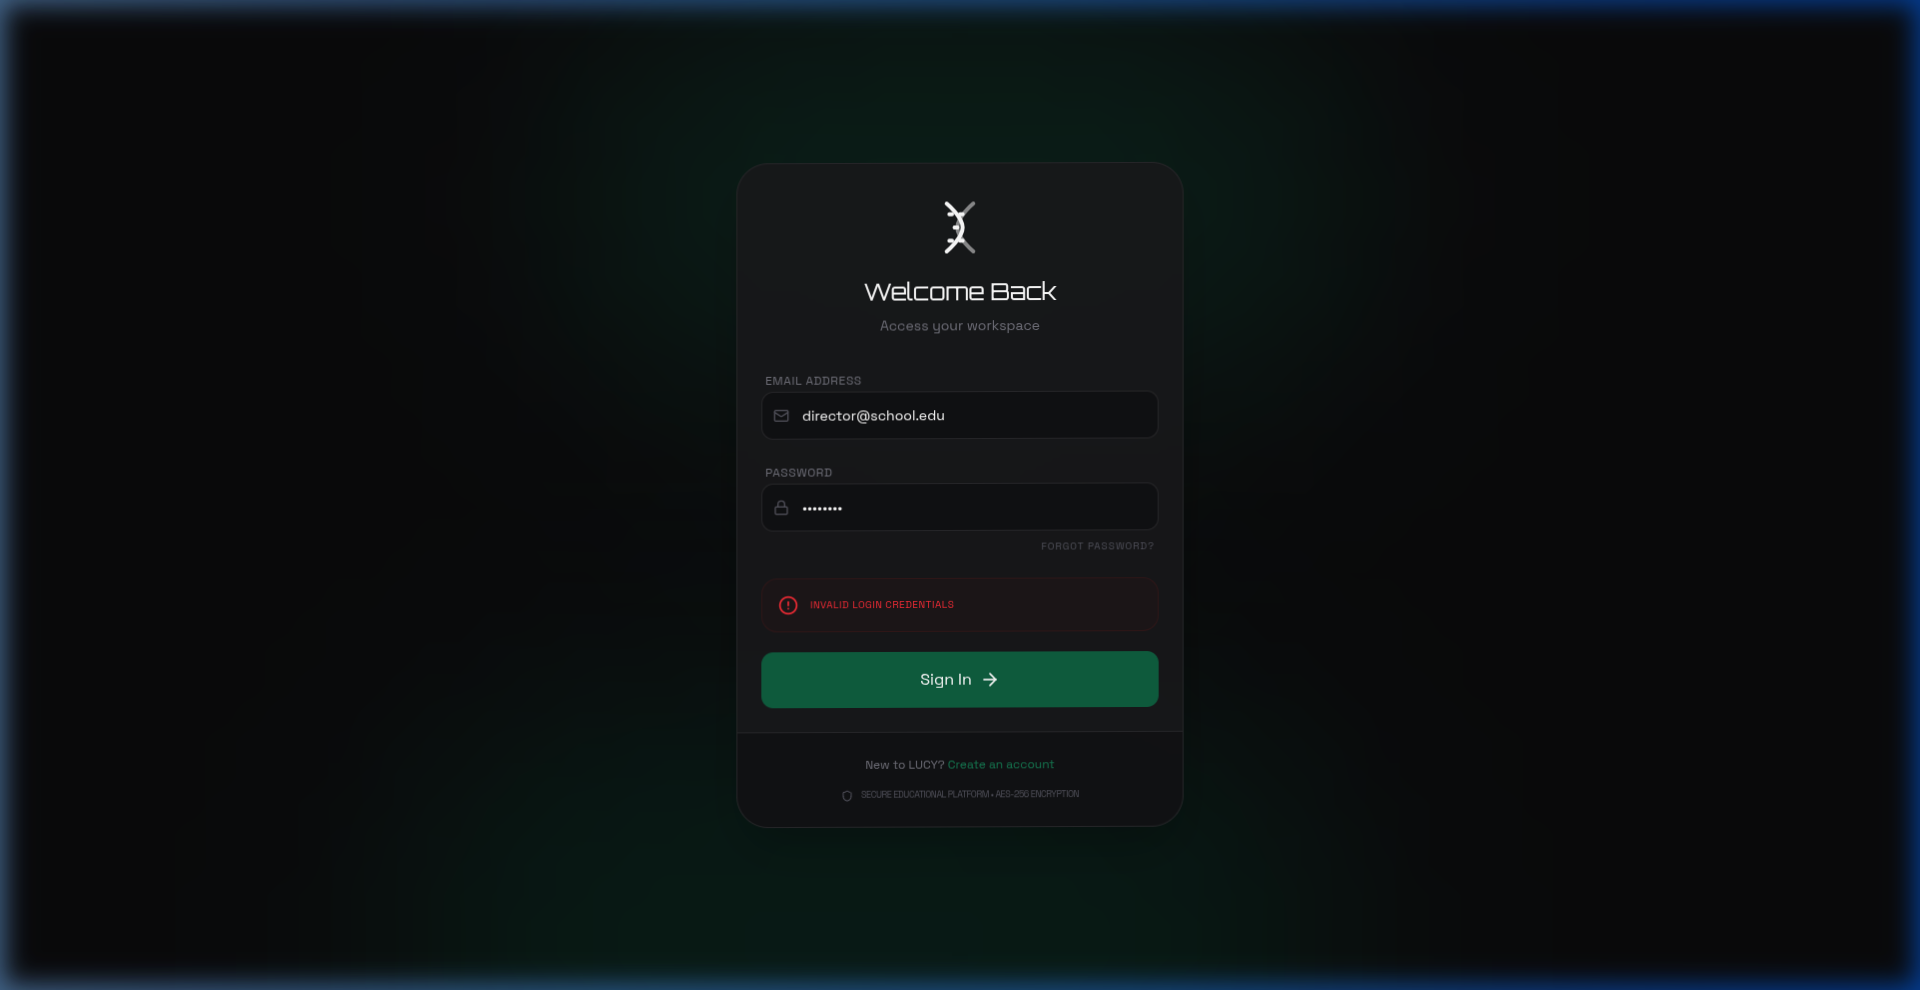 Welcome Back
Access your workspace
EMAIL ADDRESS
director@school.edu
PASSWORD
••••••••
FORGOT PASSWORD?
INVALID LOGIN CREDENTIALS
Sign In →
New to LUCY? Create an account
SECURE EDUCATIONAL PLATFORM • AES-256 ENCRYPTION